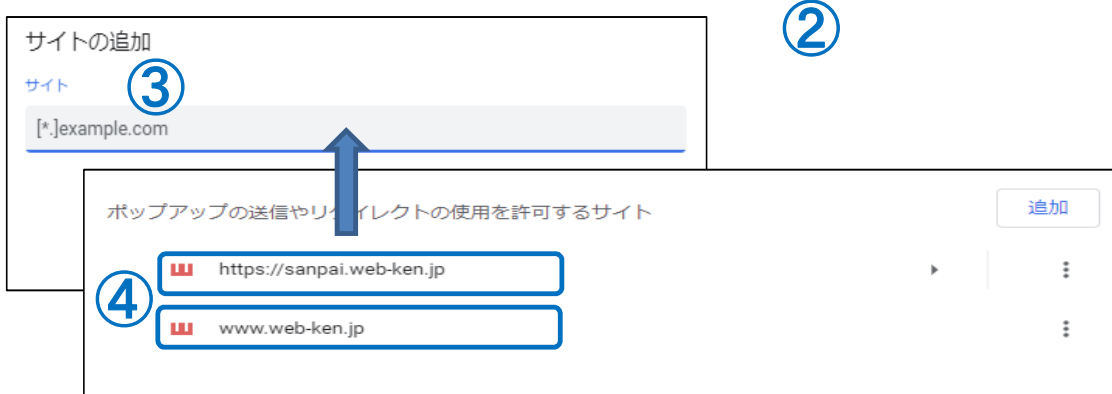 ②
サイトの追加
サイト
③
[*.]example.com
ポップアップの送信やリダイレクトの使用を許可するサイト
追加
④
https://sanpai.web-ken.jp
www.web-ken.jp